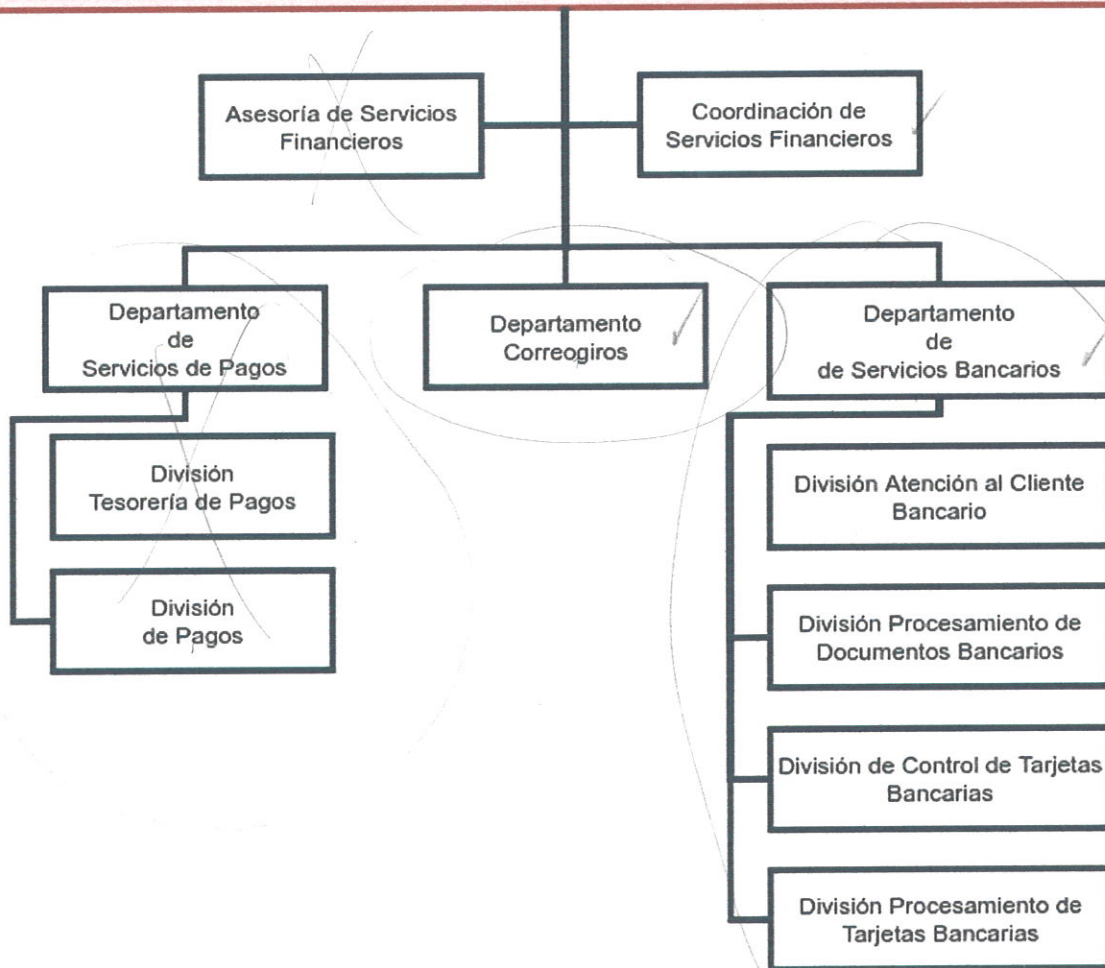 Asesoría de Servicios
Financieros
Coordinación de
Servicios Financieros
Departamento
de
Servicios de Pagos
Departamento
Correogiros
Departamento
de
de Servicios Bancarios
División
Tesorería de Pagos
División
de Pagos
División Atención al Cliente
Bancario
División Procesamiento de
Documentos Bancarios
División de Control de Tarjetas
Bancarias
División Procesamiento de
Tarjetas Bancarias